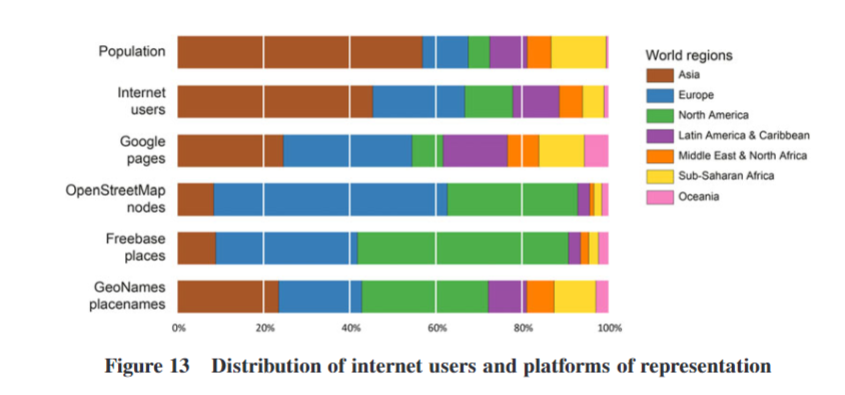 World regions
Asia
Europe
North America
Latin America & Caribbean
Middle East & North Africa
Sub-Saharan Africa
Oceania
Population
Internet
users
Google
pages
OpenStreetMap
nodes
Freebase
places
GeoNames
placenames
0% 20% 40% 60% 80% 100%
Figure 13 Distribution of internet users and platforms of representation